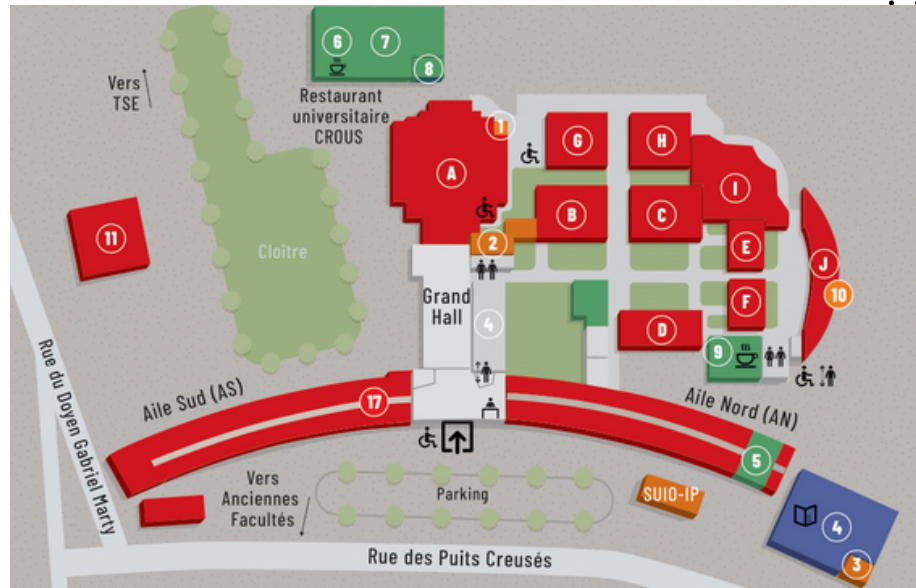 6
7
8
Vers
TSE
Restaurant
universitaire
CROUS
1
G
H
A
I
B
C
11
2
E
Cloître
J
10
Grand
Hall
4
F
D
9
Rue du Doyen Gabriel Marty
Aile Sud (AS)
17
Aile Nord (AN)
5
Vers
Anciennes
Facultés
Parking
SUIO-IP
4
3
Rue des Puits Creusés